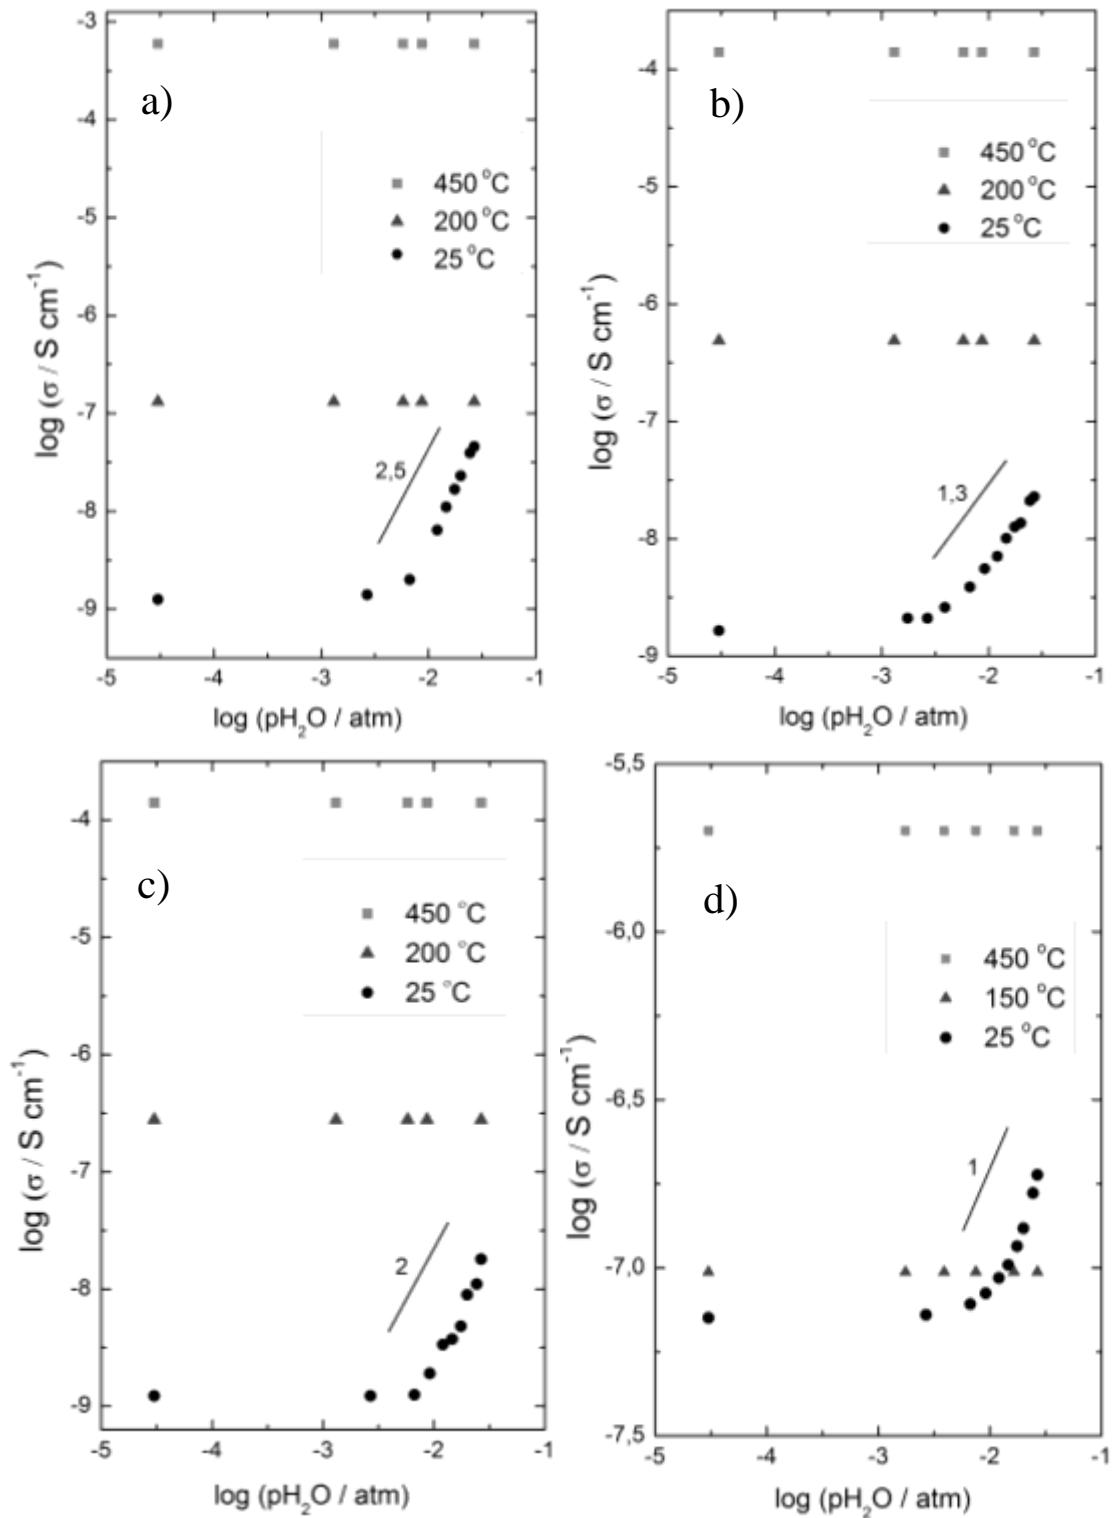 a)
-3
-4
-5
-6
-7
-8
-9
450 °C
200 °C
25 °C
2,5
log (σ / S cm⁻¹)
-5 -4 -3 -2 -1
log (pH₂O / atm)
b)
-4
-5
-6
-7
-8
-9
450 °C
200 °C
25 °C
1,3
log (σ / S cm⁻¹)
-5 -4 -3 -2 -1
log (pH₂O / atm)
c)
-4
-5
-6
-7
-8
-9
450 °C
200 °C
25 °C
2
log (σ / S cm⁻¹)
-5 -4 -3 -2 -1
log (pH₂O / atm)
d)
-5,5
-6,0
-6,5
-7,0
-7,5
450 °C
150 °C
25 °C
1
log (σ / S cm⁻¹)
-5 -4 -3 -2 -1
log (pH₂O / atm)